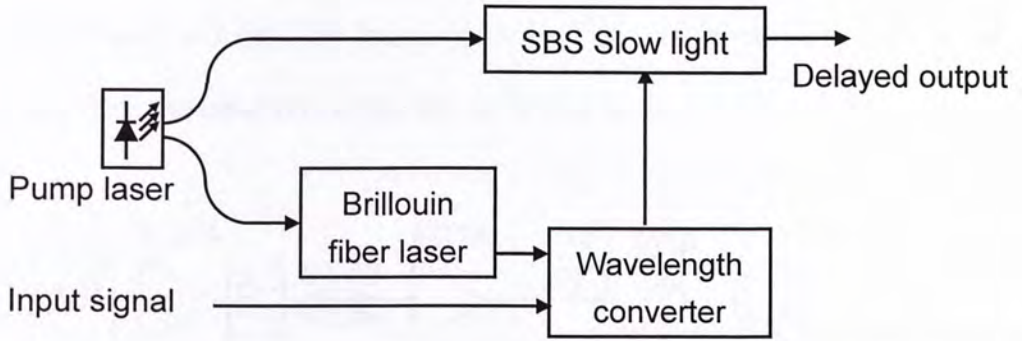 SBS Slow light
Delayed output
Pump laser
Brillouin
fiber laser
Wavelength
converter
Input signal